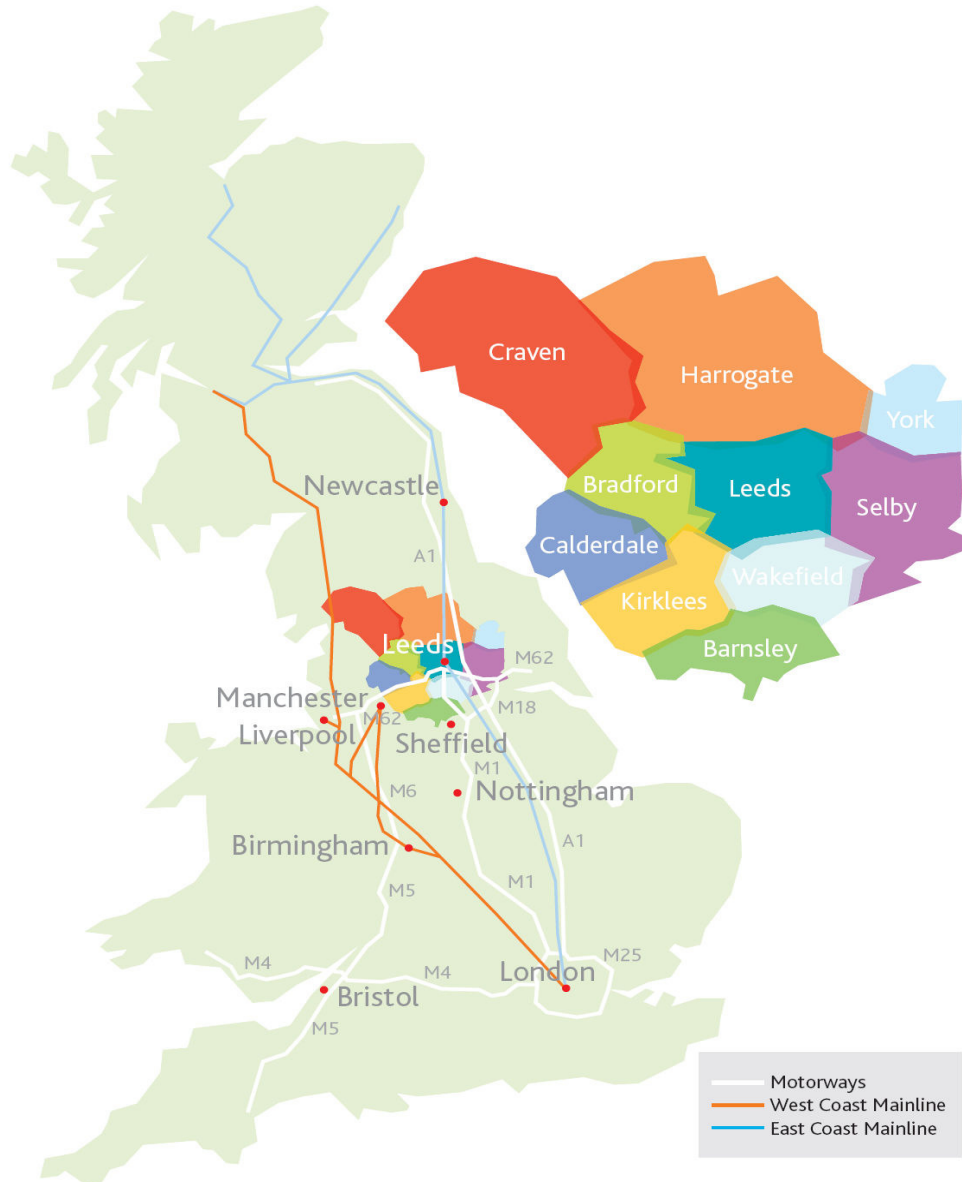 Craven
Harrogate
York
Bradford
Leeds
Selby
Calderdale
Kirklees
Wakefield
Barnsley
Newcastle
A1
Leeds
M62
Manchester
M62
M18
Liverpool
Sheffield
M1
M6
Nottingham
Birmingham
A1
M5
M1
M4
M4
London
M25
Bristol
M5
Motorways
West Coast Mainline
East Coast Mainline